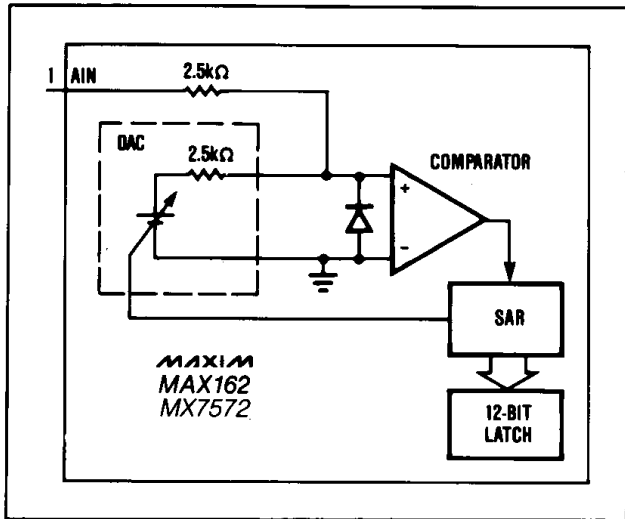 1 AIN
2.5kΩ
DAC
2.5kΩ
COMPARATOR
+
-
SAR
MAXIM
MAX162
MX7572
12-BIT
LATCH